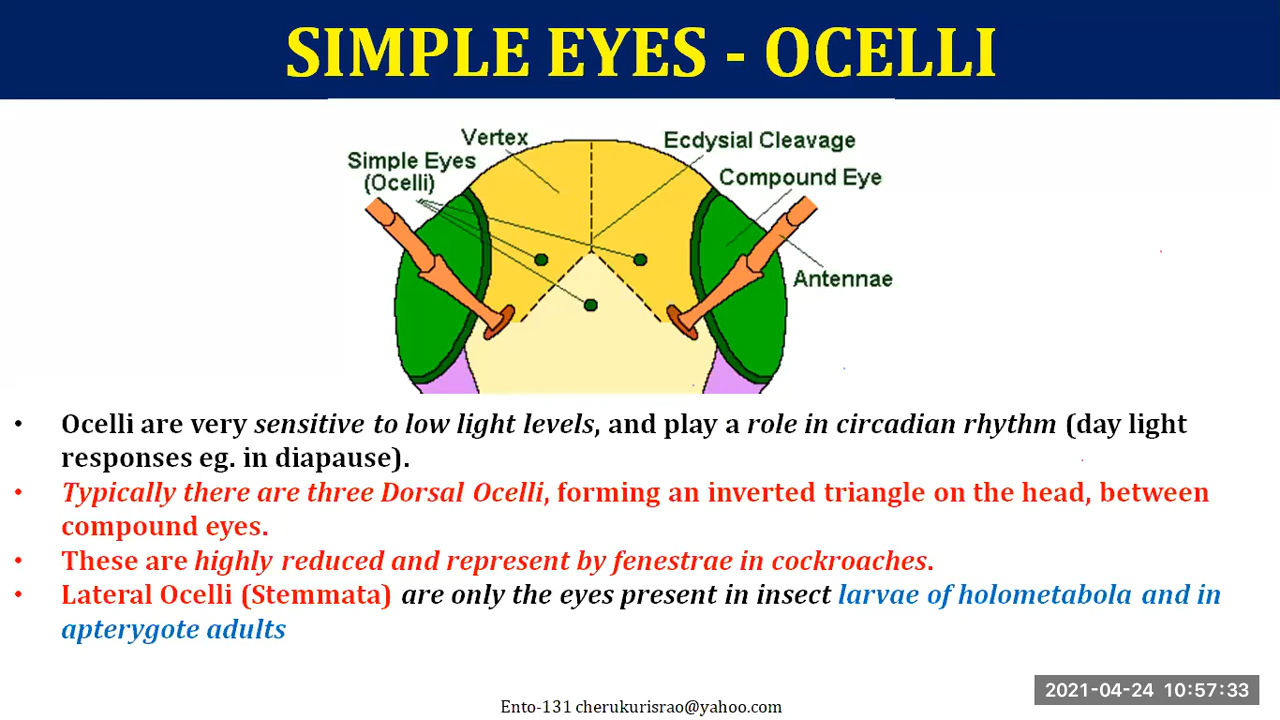 SIMPLE EYES - OCELLI
Vertex
Ecdysial Cleavage
Simple Eyes
(Ocelli)
Compound Eye
Antennae
• Ocelli are very sensitive to low light levels, and play a role in circadian rhythm (day light
responses eg. in diapause).
• Typically there are three Dorsal Ocelli, forming an inverted triangle on the head, between
compound eyes.
• These are highly reduced and represent by fenestrae in cockroaches.
• Lateral Ocelli (Stemmata) are only the eyes present in insect larvae of holometabola and in
apterygote adults
2021-04-24 10:57:33
Ento-131 cherukurisrao@yahoo.com